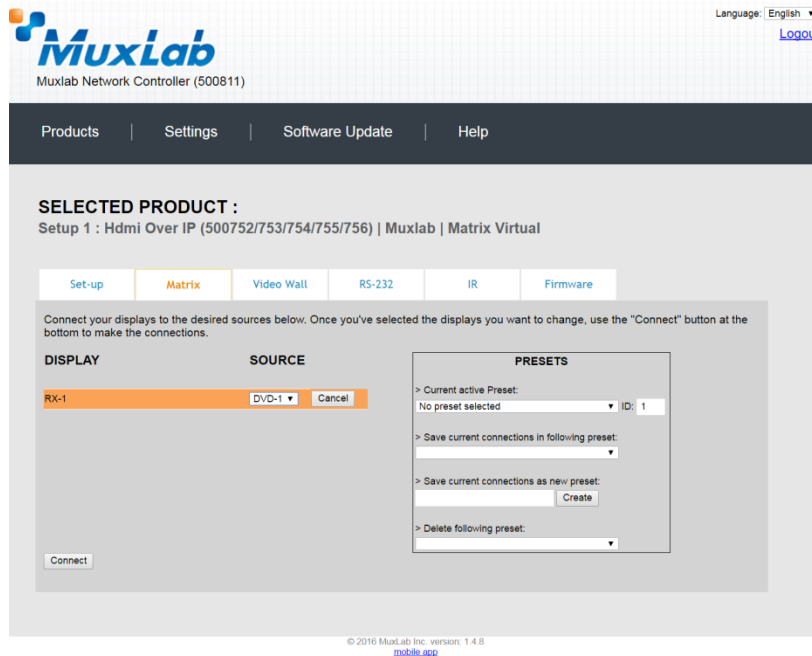 Language: English
Logou
MuxLab
Muxlab Network Controller (500811)
Products | Settings | Software Update | Help
SELECTED PRODUCT :
Setup 1 : Hdmi Over IP (500752/753/754/755/756) | Muxlab | Matrix Virtual
Set-up Matrix Video Wall RS-232 IR Firmware
Connect your displays to the desired sources below. Once you've selected the displays you want to change, use the "Connect" button at the
bottom to make the connections.
DISPLAY SOURCE
RX-1 DVD-1 Cancel
Connect
PRESETS
> Current active Preset:
No preset selected ID: 1
> Save current connections in following preset:
> Save current connections as new preset:
Create
> Delete following preset:
© 2016 MuxLab Inc. version: 1.4.8
mobile app